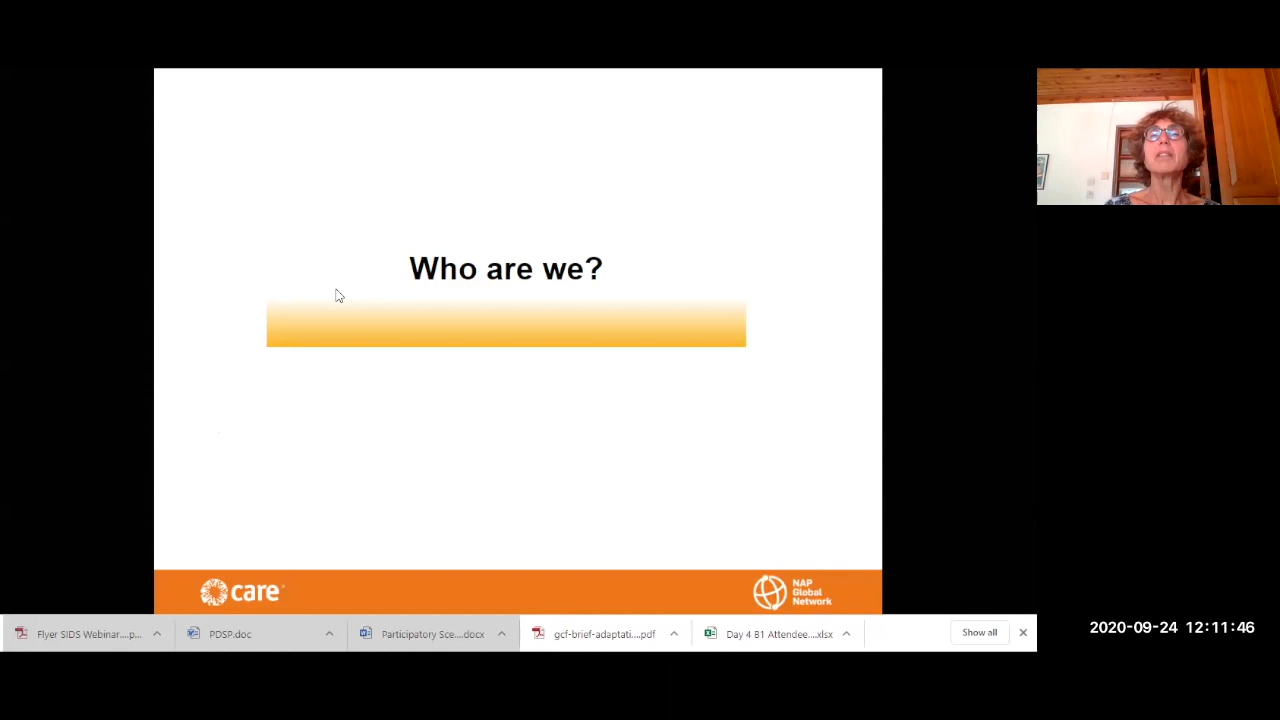 Who are we?
care
NAP
Global
Network
Flyer SIDS Webinar....p...
PDSP.doc
Participatory Sce....docx
gcf-brief-adaptati....pdf
Day 4 B1 Attendee....xlsx
Show all
2020-09-24 12:11:46